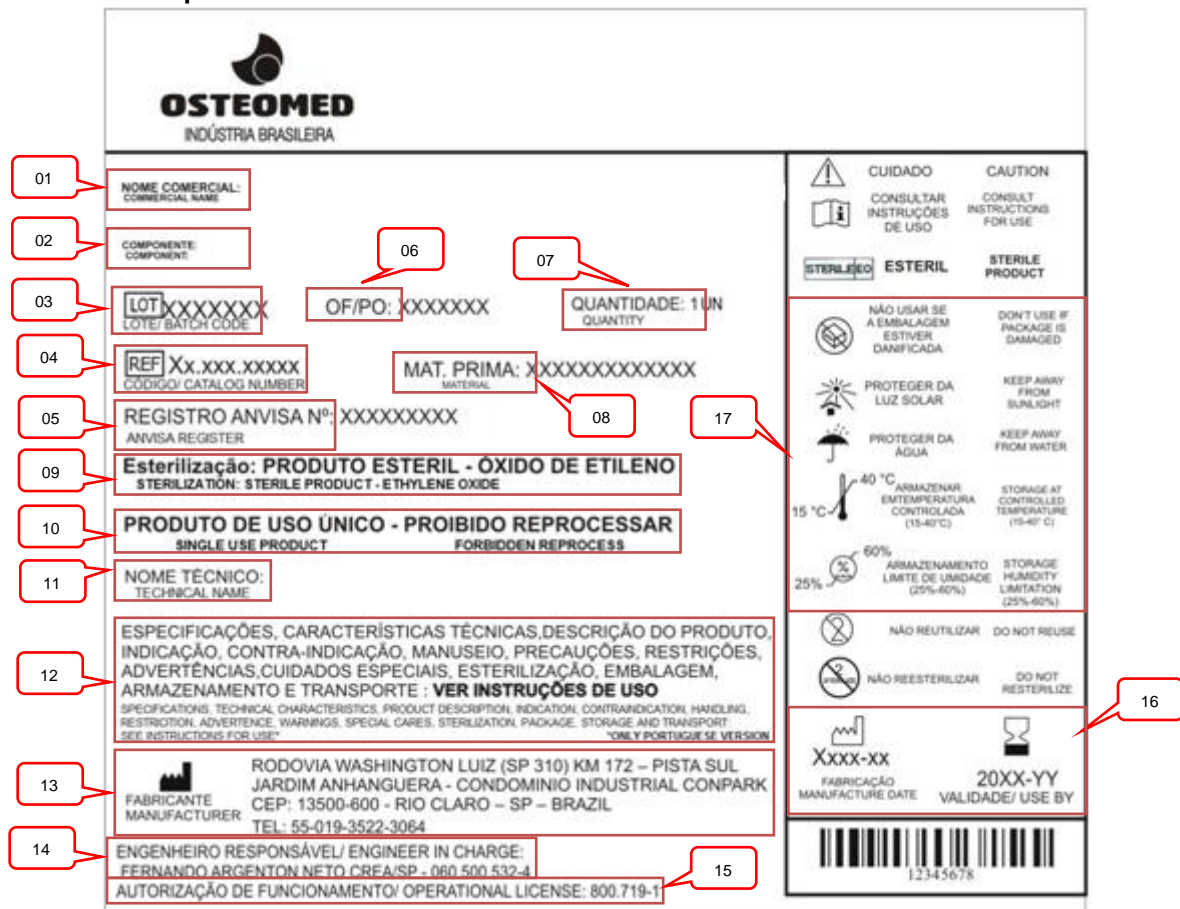 OSTEOMED
INDÚSTRIA BRASILEIRA
01
NOME COMERCIAL:
COMMERCIAL NAME
02
COMPONENTE:
COMPONENT:
06
07
03
LOT XXXXXXX
LOTE/ BATCH CODE
OF/PO: XXXXXXX
QUANTIDADE: 1UN
QUANTITY
04
REF Xx.xxx.xxxxx
CÓDIGO/ CATALOG NUMBER
MAT. PRIMA: XXXXXXXXXXXXX
MATERIAL
08
05
REGISTRO ANVISA Nº: XXXXXXXXX
ANVISA REGISTER
09
Esterilização: PRODUTO ESTERIL - ÓXIDO DE ETILENO
STERILIZATION: STERILE PRODUCT - ETHYLENE OXIDE
10
PRODUTO DE USO ÚNICO - PROIBIDO REPROCESSAR
SINGLE USE PRODUCT FORBIDDEN REPROCESS
11
NOME TÉCNICO:
TECHNICAL NAME
12
ESPECIFICAÇÕES, CARACTERÍSTICAS TÉCNICAS,DESCRIÇÃO DO PRODUTO,
INDICAÇÃO, CONTRA-INDICAÇÃO, MANUSEIO, PRECAUÇÕES, RESTRIÇÕES,
ADVERTÊNCIAS,CUIDADOS ESPECIAIS, ESTERILIZAÇÃO, EMBALAGEM,
ARMAZENAMENTO E TRANSPORTE : VER INSTRUÇÕES DE USO
SPECIFICATIONS, TECHNICAL CHARACTERISTICS, PRODUCT DESCRIPTION, INDICATION, CONTRAINDICATION, HANDLING,
RESTRICTION, ADVERTENCE, WARNINGS, SPECIAL CARES, STERILIZATION, PACKAGE, STORAGE AND TRANSPORT:
SEE INSTRUCTIONS FOR USE* *ONLY PORTUGUESE VERSION
13
FABRICANTE
MANUFACTURER
RODOVIA WASHINGTON LUIZ (SP 310) KM 172 – PISTA SUL
JARDIM ANHANGUERA - CONDOMINIO INDUSTRIAL CONPARK
CEP: 13500-600 - RIO CLARO – SP – BRAZIL
TEL: 55-019-3522-3064
14
ENGENHEIRO RESPONSÁVEL/ ENGINEER IN CHARGE:
FERNANDO ARGENTON NETO CREA/SP - 060.500.532-4
15
AUTORIZAÇÃO DE FUNCIONAMENTO/ OPERATIONAL LICENSE: 800.719-1
CUIDADO CAUTION
CONSULTAR
INSTRUÇÕES
DE USO
CONSULT
INSTRUCTIONS
FOR USE
STERILE EO ESTERIL
STERILE
PRODUCT
17
NÃO USAR SE
A EMBALAGEM
ESTIVER
DANIFICADA
DON'T USE IF
PACKAGE IS
DAMAGED
PROTEGER DA
LUZ SOLAR
KEEP AWAY
FROM
SUNLIGHT
PROTEGER DA
ÁGUA
KEEP AWAY
FROM WATER
40 °C
15 °C
ARMAZENAR
EMTEMPERATURA
CONTROLADA
(15-40°C)
STORAGE AT
CONTROLLED
TEMPERATURE
(15-40° C)
60%
25%
%
ARMAZENAMENTO
LIMITE DE UMIDADE
(25%-60%)
STORAGE
HUMIDITY
LIMITATION
(25%-60%)
2
NÃO REUTILIZAR DO NOT REUSE
2
NÃO REESTERILIZAR
DO NOT
RESTERILIZE
16
Xxxx-xx
FABRICAÇÃO
MANUFACTURE DATE
20XX-YY
VALIDADE/ USE BY
12345678